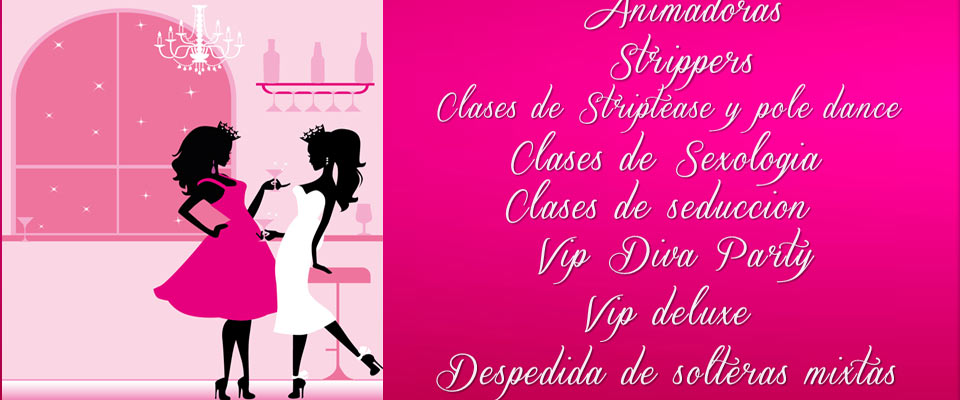 Animadoras
Strippers
Clases de Striptease y pole dance
Clases de Sexologia
Clases de seduccion
Vip Diva Party
Vip deluxe
Despedida de solteras mixtas